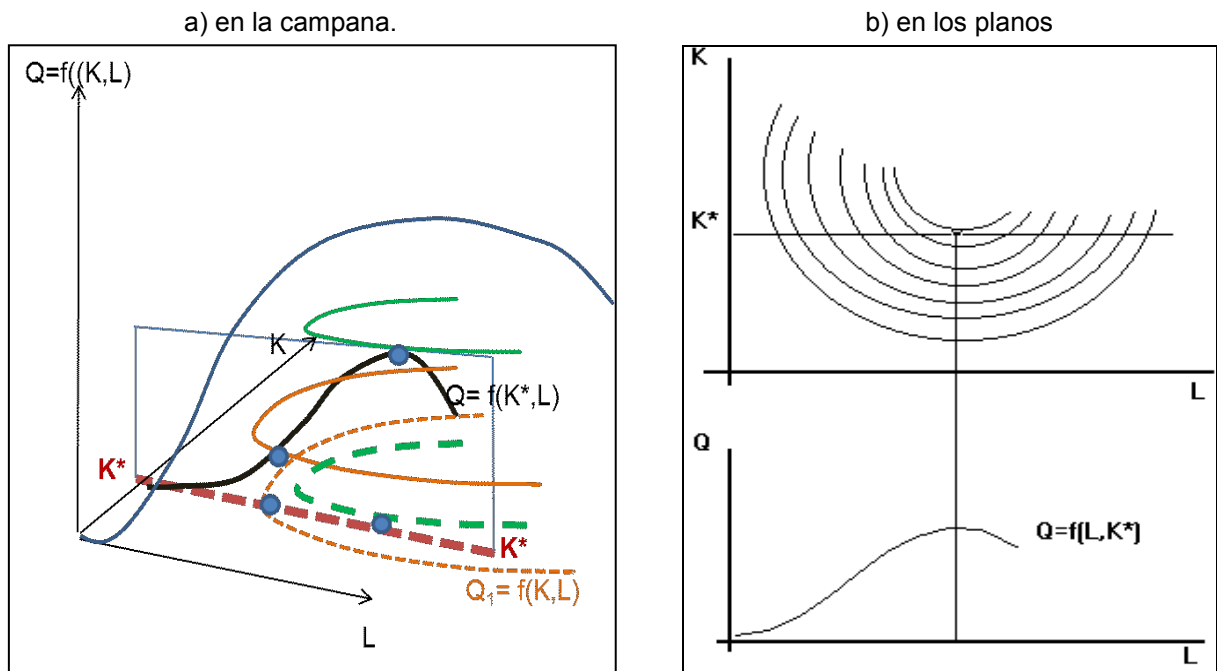 a) en la campana.
Q=f((K,L)
K
Q= f(K*,L)
K*
K*
Q₁= f(K,L)
L
b) en los planos
K
K*
L
Q
Q=f(L,K*)
L